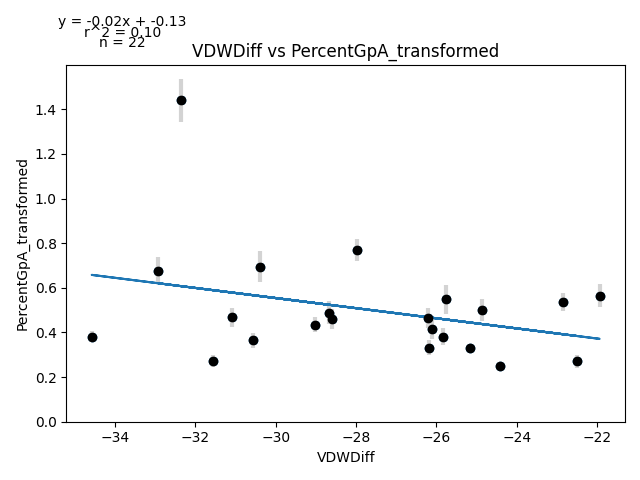 y = -0.02x + -0.13
r^2 = 0.10
n = 22
VDWDiff vs PercentGpA_transformed
PercentGpA_transformed
1.4
1.2
1.0
0.8
0.6
0.4
0.2
0.0
−34 −32 −30 −28 −26 −24 −22
VDWDiff